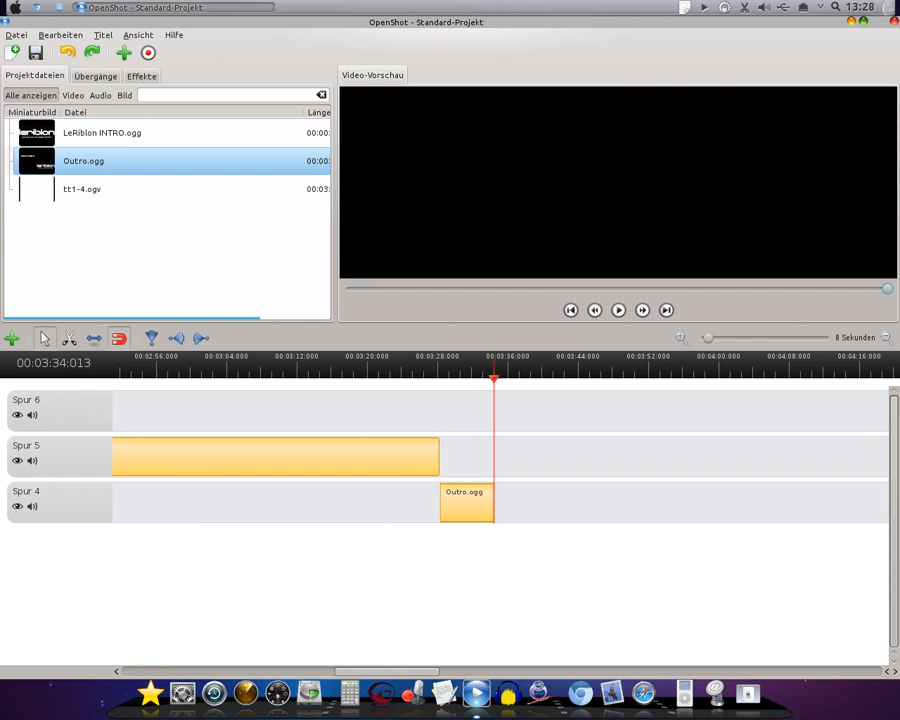 OpenShot - Standard-Projekt
13:28
OpenShot - Standard-Projekt
Datei Bearbeiten Titel Ansicht Hilfe
Projektdateien Übergänge Effekte
Video-Vorschau
Alle anzeigen Video Audio Bild
Miniaturbild Datei Länge
LeRiblon INTRO.ogg 00:00:
Outro.ogg 00:00:
tt1-4.ogv 00:03:
8 Sekunden
00:03:34:013
00:02:56:000 00:03:04:000 00:03:12:000 00:03:20:000 00:03:28:000 00:03:36:000 00:03:44:000 00:03:52:000 00:04:00:000 00:04:08:000 00:04:16:000
Spur 6
Spur 5
Spur 4
Outro.ogg